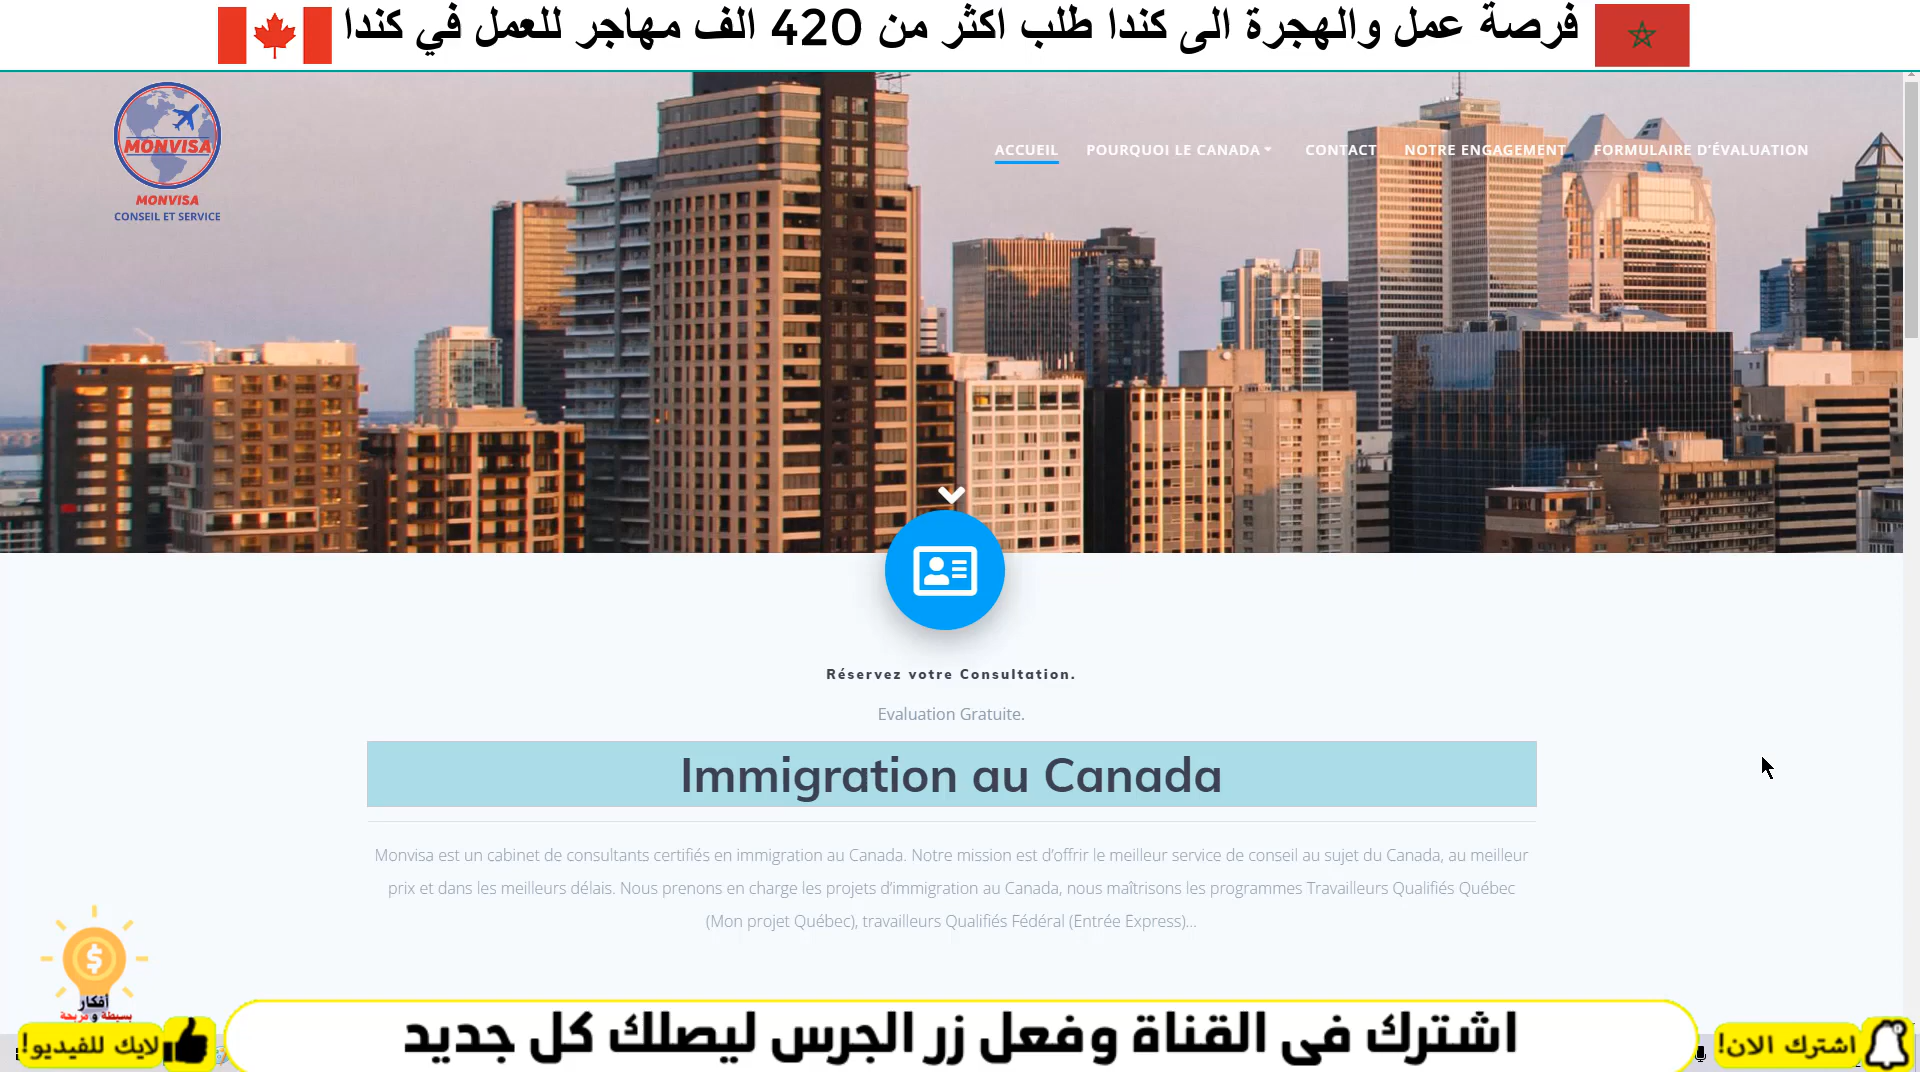 فرصة عمل والهجرة الى كندا طلب اكثر من 420 الف مهاجر للعمل في كندا
MONVISA
MONVISA
CONSEIL ET SERVICE
ACCUEIL POURQUOI LE CANADA CONTACT NOTRE ENGAGEMENT FORMULAIRE D'ÉVALUATION
Réservez votre Consultation.
Evaluation Gratuite.
Immigration au Canada
Monvisa est un cabinet de consultants certifiés en immigration au Canada. Notre mission est d'offrir le meilleur service de conseil au sujet du Canada, au meilleur
prix et dans les meilleurs délais. Nous prenons en charge les projets d'immigration au Canada, nous maîtrisons les programmes Travailleurs Qualifiés Québec
(Mon projet Québec), travailleurs Qualifiés Fédéral (Entrée Express)...
$
أفكار
بسيطة و مربحة
اشترك فى القناة وفعل زر الجرس ليصلك كل جديد
لايك للفيديو!
اشترك الان!